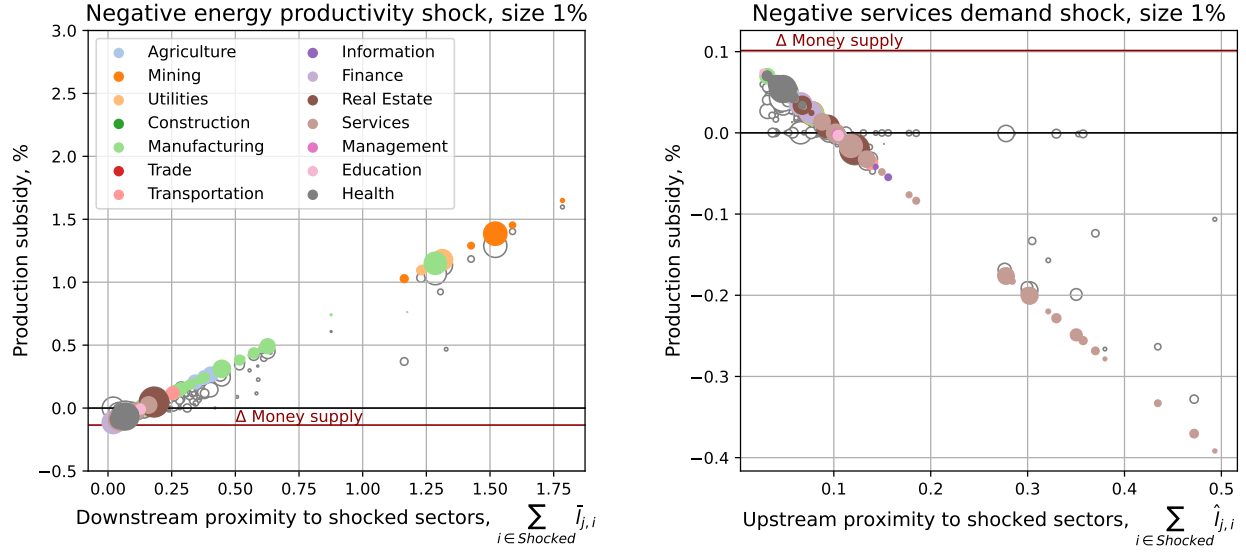 Negative energy productivity shock, size 1%
Production subsidy, %
3.0
2.5
2.0
1.5
1.0
0.5
0.0
−0.5
Agriculture
Mining
Utilities
Construction
Manufacturing
Trade
Transportation
Information
Finance
Real Estate
Services
Management
Education
Health
Δ Money supply
0.00 0.25 0.50 0.75 1.00 1.25 1.50 1.75
Downstream proximity to shocked sectors, ∑ l̄j,i
i ∈ Shocked
Negative services demand shock, size 1%
Production subsidy, %
0.1
0.0
−0.1
−0.2
−0.3
−0.4
Δ Money supply
0.1 0.2 0.3 0.4 0.5
Upstream proximity to shocked sectors, ∑ l̂j,i
i ∈ Shocked